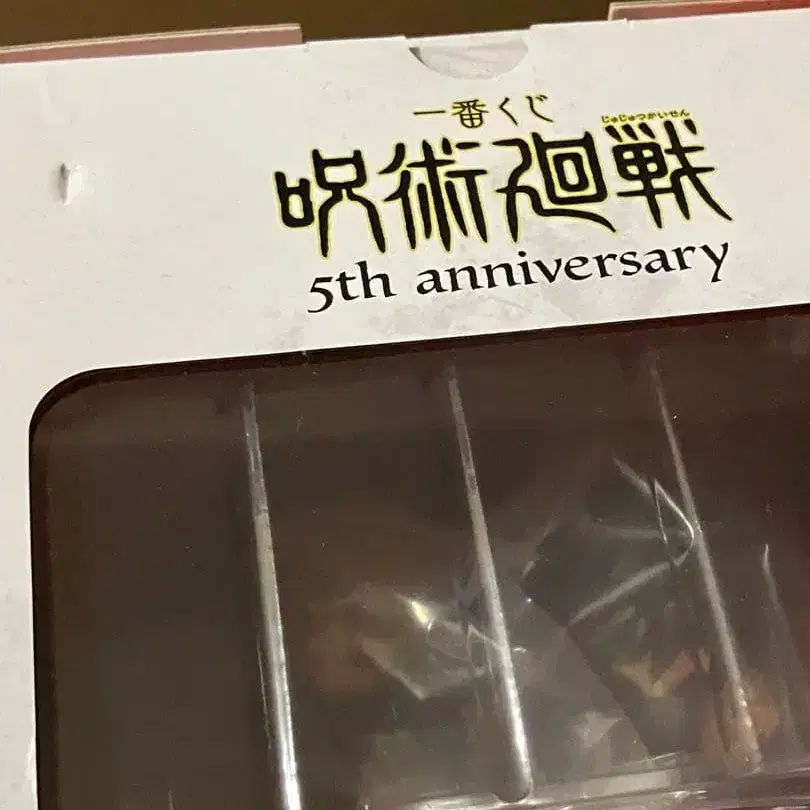 一番くじ
じゅじゅつかいせん
呪術廻戦
5th anniversary